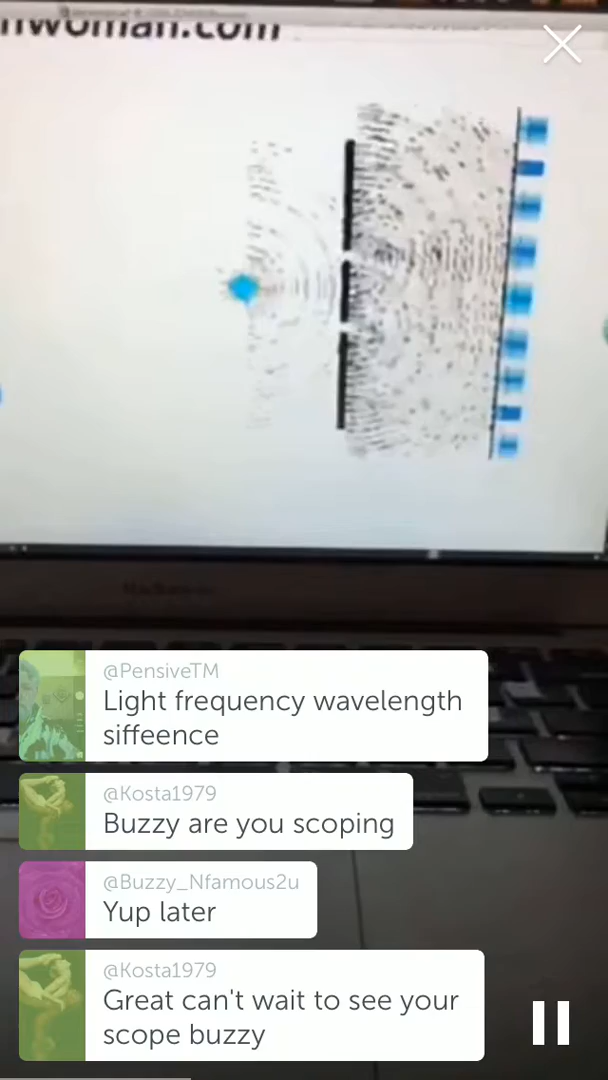 @PensiveTM
Light frequency wavelength
siffeence
@Kosta1979
Buzzy are you scoping
@Buzzy_Nfamous2u
Yup later
@Kosta1979
Great can't wait to see your
scope buzzy